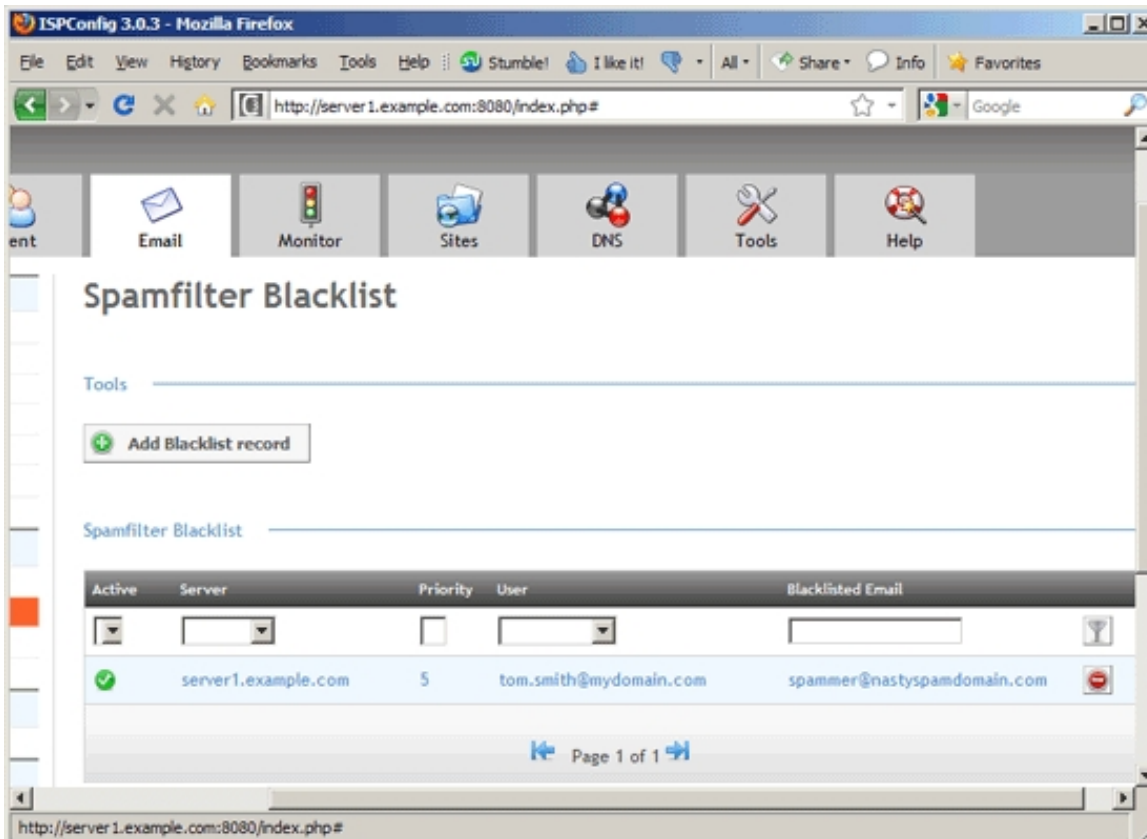 ISPConfig 3.0.3 - Mozilla Firefox
File Edit View History Bookmarks Tools Help Stumble! I like it! All Share Info Favorites
http://server1.example.com:8080/index.php# Google
ent Email Monitor Sites DNS Tools Help
Spamfilter Blacklist
Tools
Add Blacklist record
Spamfilter Blacklist
Active Server Priority User Blacklisted Email
server1.example.com 5 tom.smith@mydomain.com spammer@nastyspamdomain.com
Page 1 of 1
http://server1.example.com:8080/index.php#